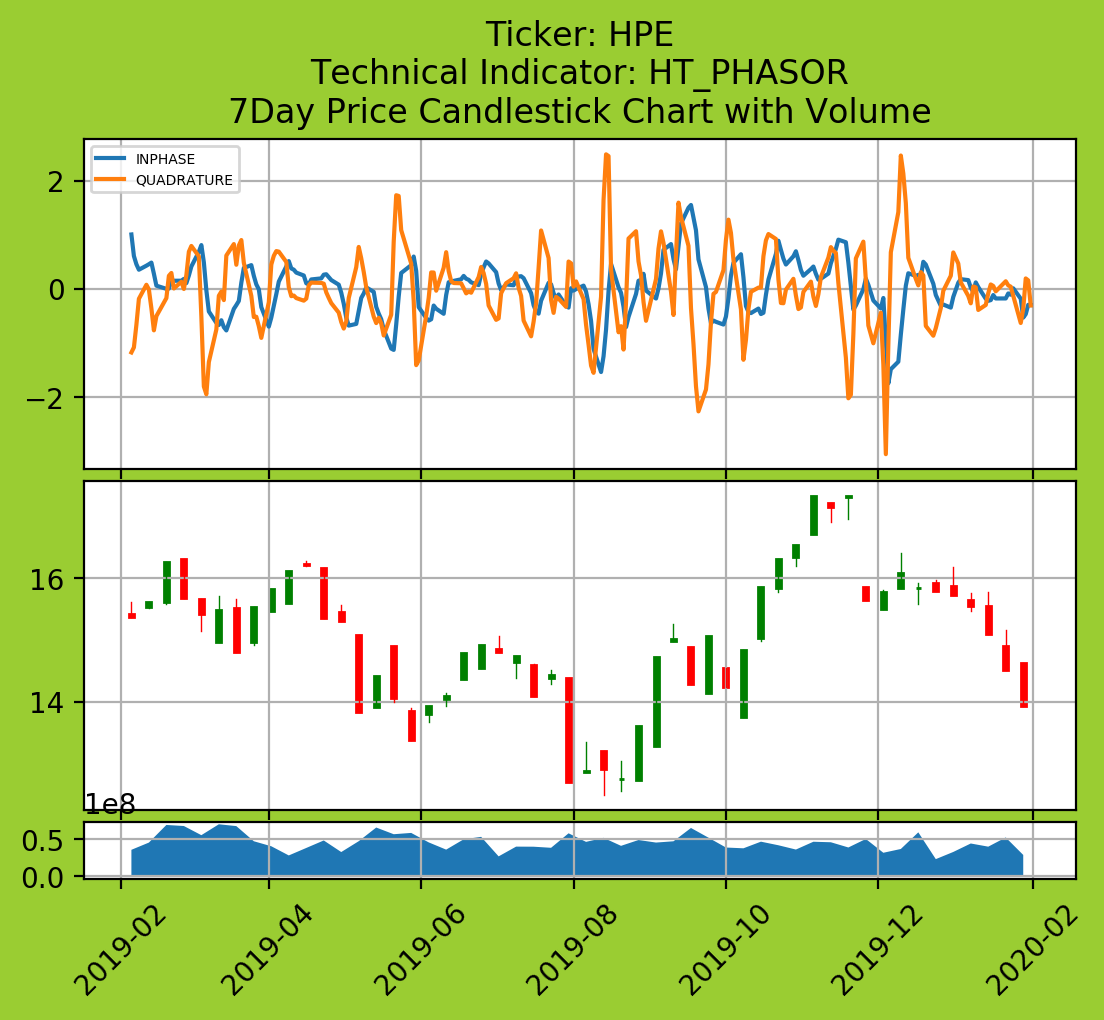 Ticker: HPE
Technical Indicator: HT_PHASOR
7Day Price Candlestick Chart with Volume
INPHASE
QUADRATURE
2
0
−2
16
14
1e8
0.5
0.0
2019-02
2019-04
2019-06
2019-08
2019-10
2019-12
2020-02